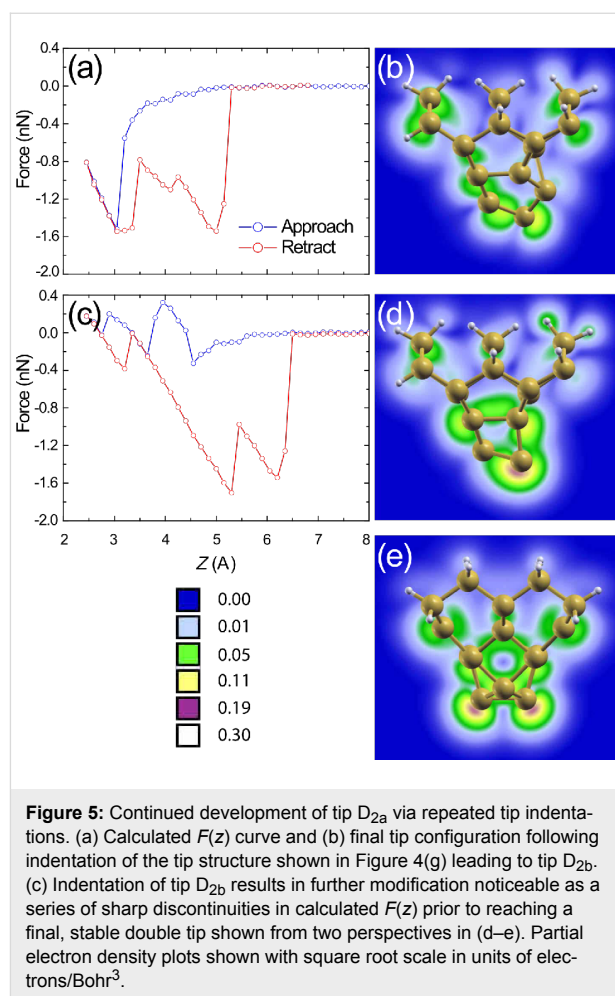 (a)
0.4
0.0
-0.4
-0.8
-1.2
-1.6
-2.0
Force (nN)
Approach
Retract
(b)
(c)
0.4
0.0
-0.4
-0.8
-1.2
-1.6
-2.0
Force (nN)
2 3 4 5 6 7 8
Z (A)
(d)
(e)
0.00
0.01
0.05
0.11
0.19
0.30
Figure 5: Continued development of tip D2a via repeated tip indenta-
tions. (a) Calculated F(z) curve and (b) final tip configuration following
indentation of the tip structure shown in Figure 4(g) leading to tip D2b.
(c) Indentation of tip D2b results in further modification noticeable as a
series of sharp discontinuities in calculated F(z) prior to reaching a
final, stable double tip shown from two perspectives in (d–e). Partial
electron density plots shown with square root scale in units of elec-
trons/Bohr3.